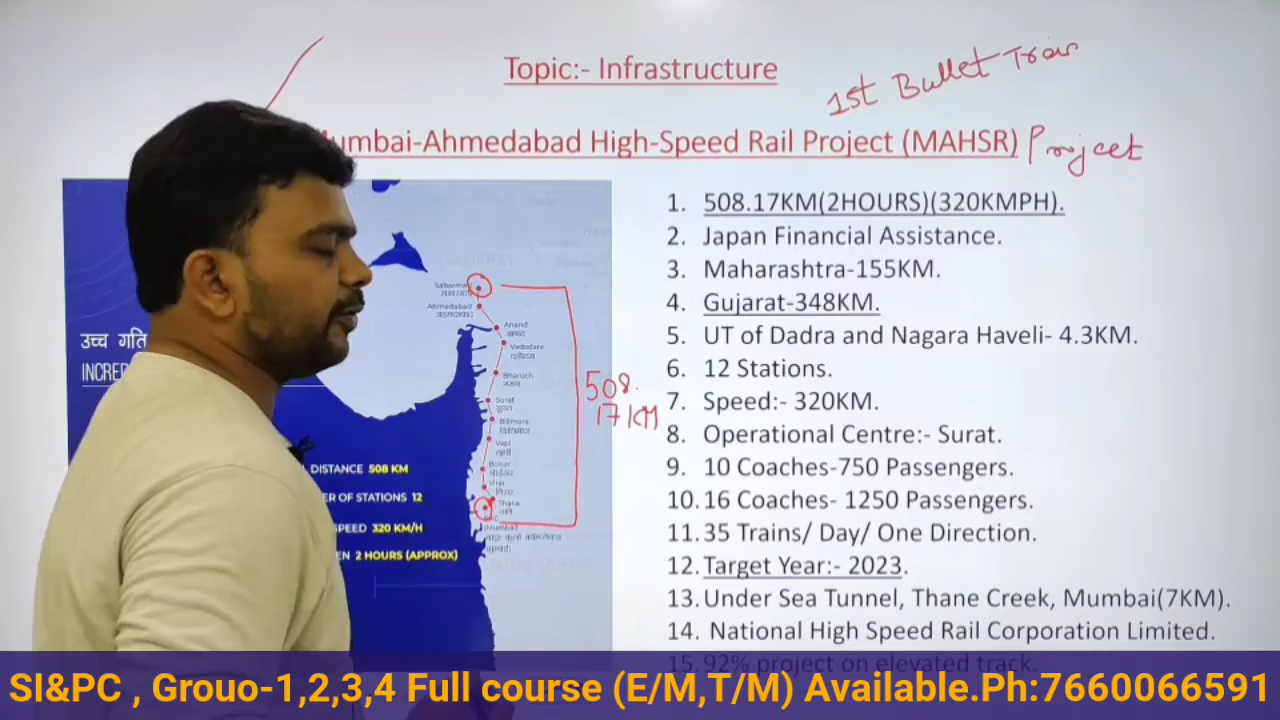 Topic:- Infrastructure
1st Bullet Train
Mumbai-Ahmedabad High-Speed Rail Project (MAHSR) Projeet
उच्च गति
INCRE
Ahmedabad
Anand
Vadodara
Bharuch
Surat
Bilimora
Vapi
Boisar
Virar
Thane
508.
17 KM
DISTANCE 508 KM
ER OF STATIONS 12
SPEED 320 KM/H
EN 2 HOURS (APPROX)
1. 508.17KM(2HOURS)(320KMPH).
2. Japan Financial Assistance.
3. Maharashtra-155KM.
4. Gujarat-348KM.
5. UT of Dadra and Nagara Haveli- 4.3KM.
6. 12 Stations.
7. Speed:- 320KM.
8. Operational Centre:- Surat.
9. 10 Coaches-750 Passengers.
10. 16 Coaches- 1250 Passengers.
11. 35 Trains/ Day/ One Direction.
12. Target Year:- 2023.
13. Under Sea Tunnel, Thane Creek, Mumbai(7KM).
14. National High Speed Rail Corporation Limited.
15. 92% project on elevated track.
SI&PC , Grouo-1,2,3,4 Full course (E/M,T/M) Available.Ph:7660066591